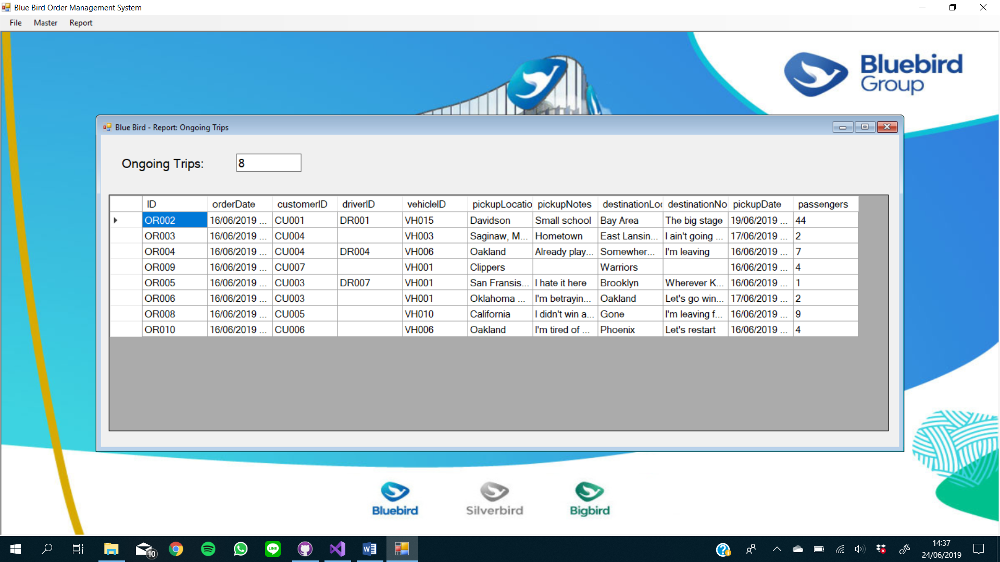 Blue Bird Order Management System
File Master Report
Bluebird
Group
Blue Bird - Report: Ongoing Trips
Ongoing Trips: 8
ID orderDate customerID driverID vehicleID pickupLocatio pickupNotes destinationLoc destinationNo pickupDate passengers
OR002 16/06/2019 ... CU001 DR001 VH015 Davidson Small school Bay Area The big stage 19/06/2019 ... 44
OR003 16/06/2019 ... CU004 VH003 Saginaw, M... Hometown East Lansin... I ain't going ... 17/06/2019 ... 2
OR004 16/06/2019 ... CU004 DR004 VH006 Oakland Already play... Somewher... I'm leaving 16/06/2019 ... 7
OR009 16/06/2019 ... CU007 VH001 Clippers Warriors 16/06/2019 ... 4
OR005 16/06/2019 ... CU003 DR007 VH001 San Fransis... I hate it here Brooklyn Wherever K... 16/06/2019 ... 1
OR006 16/06/2019 ... CU003 VH001 Oklahoma ... I'm betrayin... Oakland Let's go win... 17/06/2019 ... 2
OR008 16/06/2019 ... CU005 VH010 California I didn't win a... Gone I'm leaving f... 16/06/2019 ... 9
OR010 16/06/2019 ... CU006 VH006 Oakland I'm tired of ... Phoenix Let's restart 16/06/2019 ... 4
Bluebird Silverbird Bigbird
10
LINE
14:37
24/06/2019